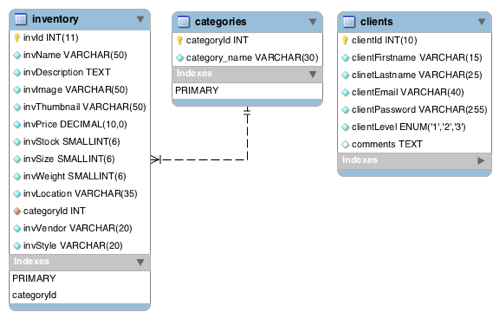 inventory
invId INT(11)
invName VARCHAR(50)
invDescription TEXT
invImage VARCHAR(50)
invThumbnail VARCHAR(50)
invPrice DECIMAL(10,0)
invStock SMALLINT(6)
invSize SMALLINT(6)
invWeight SMALLINT(6)
invLocation VARCHAR(35)
categoryId INT
invVendor VARCHAR(20)
invStyle VARCHAR(20)
Indexes
PRIMARY
categoryId
categories
categoryId INT
category_name VARCHAR(30)
Indexes
PRIMARY
clients
clientId INT(10)
clientFirstname VARCHAR(15)
clinetLastname VARCHAR(25)
clientEmail VARCHAR(40)
clientPassword VARCHAR(255)
clientLevel ENUM('1','2','3')
comments TEXT
Indexes